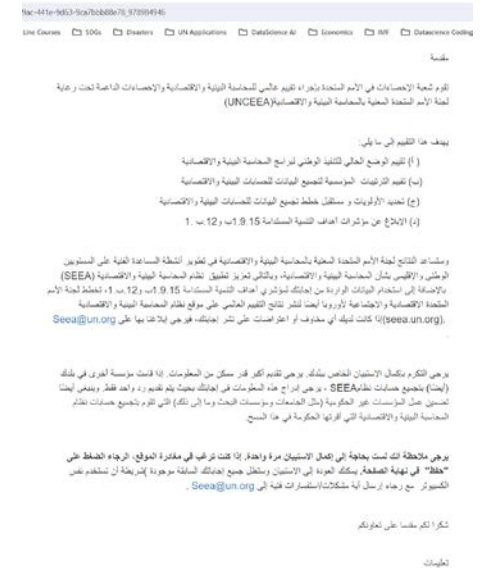 9ac-441e-9d63-9ca7bbb88e78_978984946
Line Courses SDGs Disasters UN Applications DataScience AI Economics IMF Datascience Coding
مقدمة
تقوم شعبة الإحصاءات في الأمم المتحدة بإجراء تقييم عالمي للمحاسبة البيئية والاقتصادية والإحصاءات الداعمة تحت رعاية
لجنة الأمم المتحدة المعنية بالمحاسبة البيئية والاقتصادية(UNCEEA)
يهدف هذا التقييم إلى ما يلي:
(أ) تقييم الوضع الحالي للتنفيذ الوطني لبرامج المحاسبة البيئية والاقتصادية
(ب) تقييم الترتيبات المؤسسية لتجميع البيانات للحسابات البيئية والاقتصادية
(ج) تحديد الأولويات و مستقبل خطط تجميع البيانات للحسابات البيئية والاقتصادية
(د) الإبلاغ عن مؤشرات أهداف التنمية المستدامة 1.9.15ب و12.ب .1
وستساعد النتائج لجنة الأمم المتحدة المعنية بالمحاسبة البيئية والاقتصادية في تطوير أنشطة المساعدة الفنية على المستويين
الوطني والاقليمي بشأن المحاسبة البيئية والاقتصادية، وبالتالي تعزيز تطبيق نظام المحاسبة البيئية والاقتصادية (SEEA)
بالإضافة إلى استخدام البيانات الواردة من إجابتك لمؤشري أهداف التنمية المستدامة 1.9.15ب و12.ب.1، تخطط لجنة الأمم
المتحدة الاقتصادية والاجتماعية لأوروبا أيضا لنشر نتائج التقييم العالمي على موقع نظام المحاسبة البيئية والاقتصادية
.(seea.un.org)إذا كانت لديك أي مخاوف أو اعتراضات على نشر إجابتك، فيرجى إبلاغنا بها على Seea@un.org
يرجى التكرم بإكمال الاستبيان الخاص ببلدك. يرجى تقديم أكبر قدر ممكن من المعلومات. إذا قامت مؤسسة أخرى في بلدك
(أيضا) بتجميع حسابات نظامSEEA ، يرجى إدراج هذه المعلومات في إجابتك بحيث يتم تقديم رد واحد فقط. وينبغي أيضا
تضمين عمل المؤسسات غير الحكومية (مثل الجامعات ومؤسسات البحث وما إلى ذلك) التي تقوم بتجميع حسابات نظام
المحاسبة البيئية والاقتصادية التي أقرتها الحكومة في هذا المسح.
يرجى ملاحظة أنك لست بحاجة إلى إكمال الاستبيان مرة واحدة. إذا كنت ترغب في مغادرة الموقع، الرجاء الضغط على
"حفظ" في نهاية الصفحة. يمكنك العودة إلى الاستبيان وستظل جميع إجاباتك السابقة موجودة )شريطة أن تستخدم نفس
الكمبيوتر مع رجاء إرسال أية مشكلات/استفسارات فنية إلى Seea@un.org .
شكرا لكم مقدما على تعاونكم
تعليمات